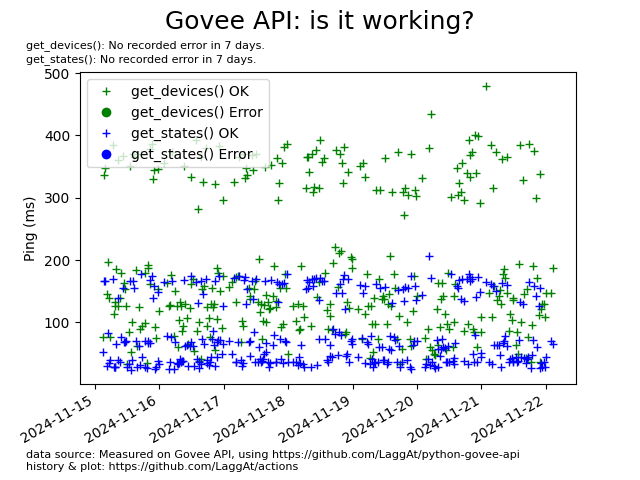 Govee API: is it working?
get_devices(): No recorded error in 7 days.
get_states(): No recorded error in 7 days.
500
400
300
200
100
Ping (ms)
get_devices() OK
get_devices() Error
get_states() OK
get_states() Error
2024-11-15
2024-11-16
2024-11-17
2024-11-18
2024-11-19
2024-11-20
2024-11-21
2024-11-22
data source: Measured on Govee API, using https://github.com/LaggAt/python-govee-api
history & plot: https://github.com/LaggAt/actions